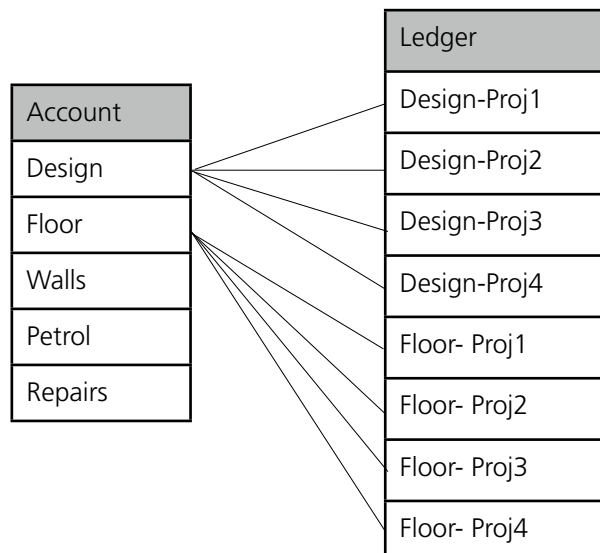 Account
Design
Floor
Walls
Petrol
Repairs
Ledger
Design-Proj1
Design-Proj2
Design-Proj3
Design-Proj4
Floor- Proj1
Floor- Proj2
Floor- Proj3
Floor- Proj4